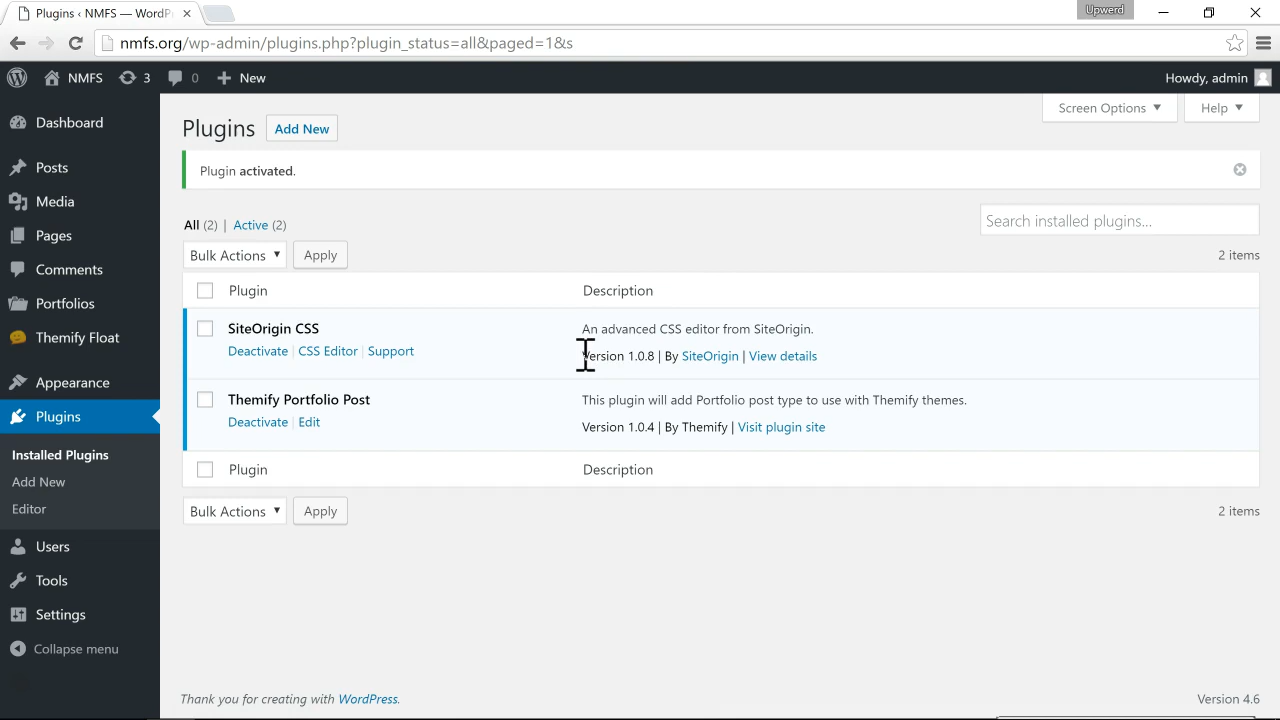 Plugins ‹ NMFS — WordPr
Upwerd
nmfs.org/wp-admin/plugins.php?plugin_status=all&paged=1&s
NMFS 3 0 New
Howdy, admin
Dashboard
Posts
Media
Pages
Comments
Portfolios
Themify Float
Appearance
Plugins
Installed Plugins
Add New
Editor
Users
Tools
Settings
Collapse menu
Screen Options ▼ Help ▼
Plugins Add New
Plugin activated.
All (2) | Active (2)
Search installed plugins...
Bulk Actions ▼ Apply
2 items
Plugin Description
SiteOrigin CSS An advanced CSS editor from SiteOrigin.
Deactivate | CSS Editor | Support Version 1.0.8 | By SiteOrigin | View details
Themify Portfolio Post This plugin will add Portfolio post type to use with Themify themes.
Deactivate | Edit Version 1.0.4 | By Themify | Visit plugin site
Plugin Description
Bulk Actions ▼ Apply
2 items
Thank you for creating with WordPress.
Version 4.6